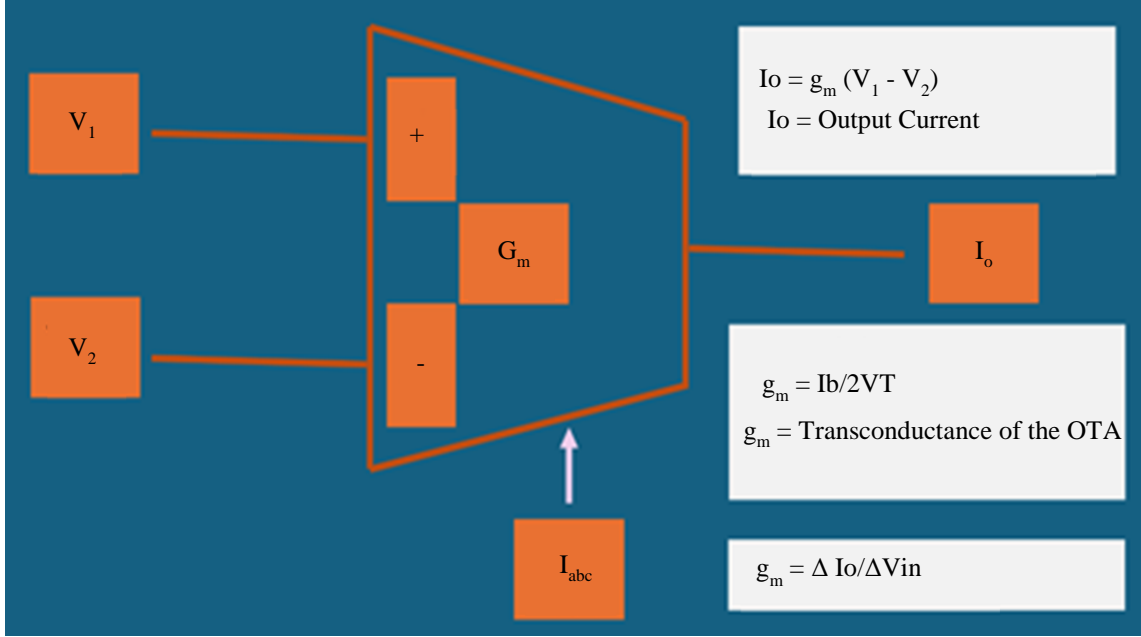 V₁
+
Gₘ
V₂
-
I_abc
Io = gₘ (V₁ - V₂)
Io = Output Current
Iₒ
gₘ = Ib/2VT
gₘ = Transconductance of the OTA
gₘ = Δ Io/ΔVin